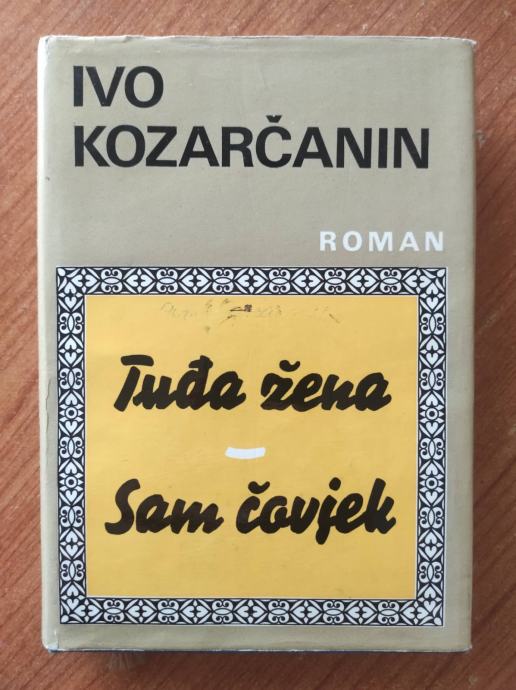 IVO
KOZARČANIN
ROMAN
Tuđa žena
–
Sam čovjek